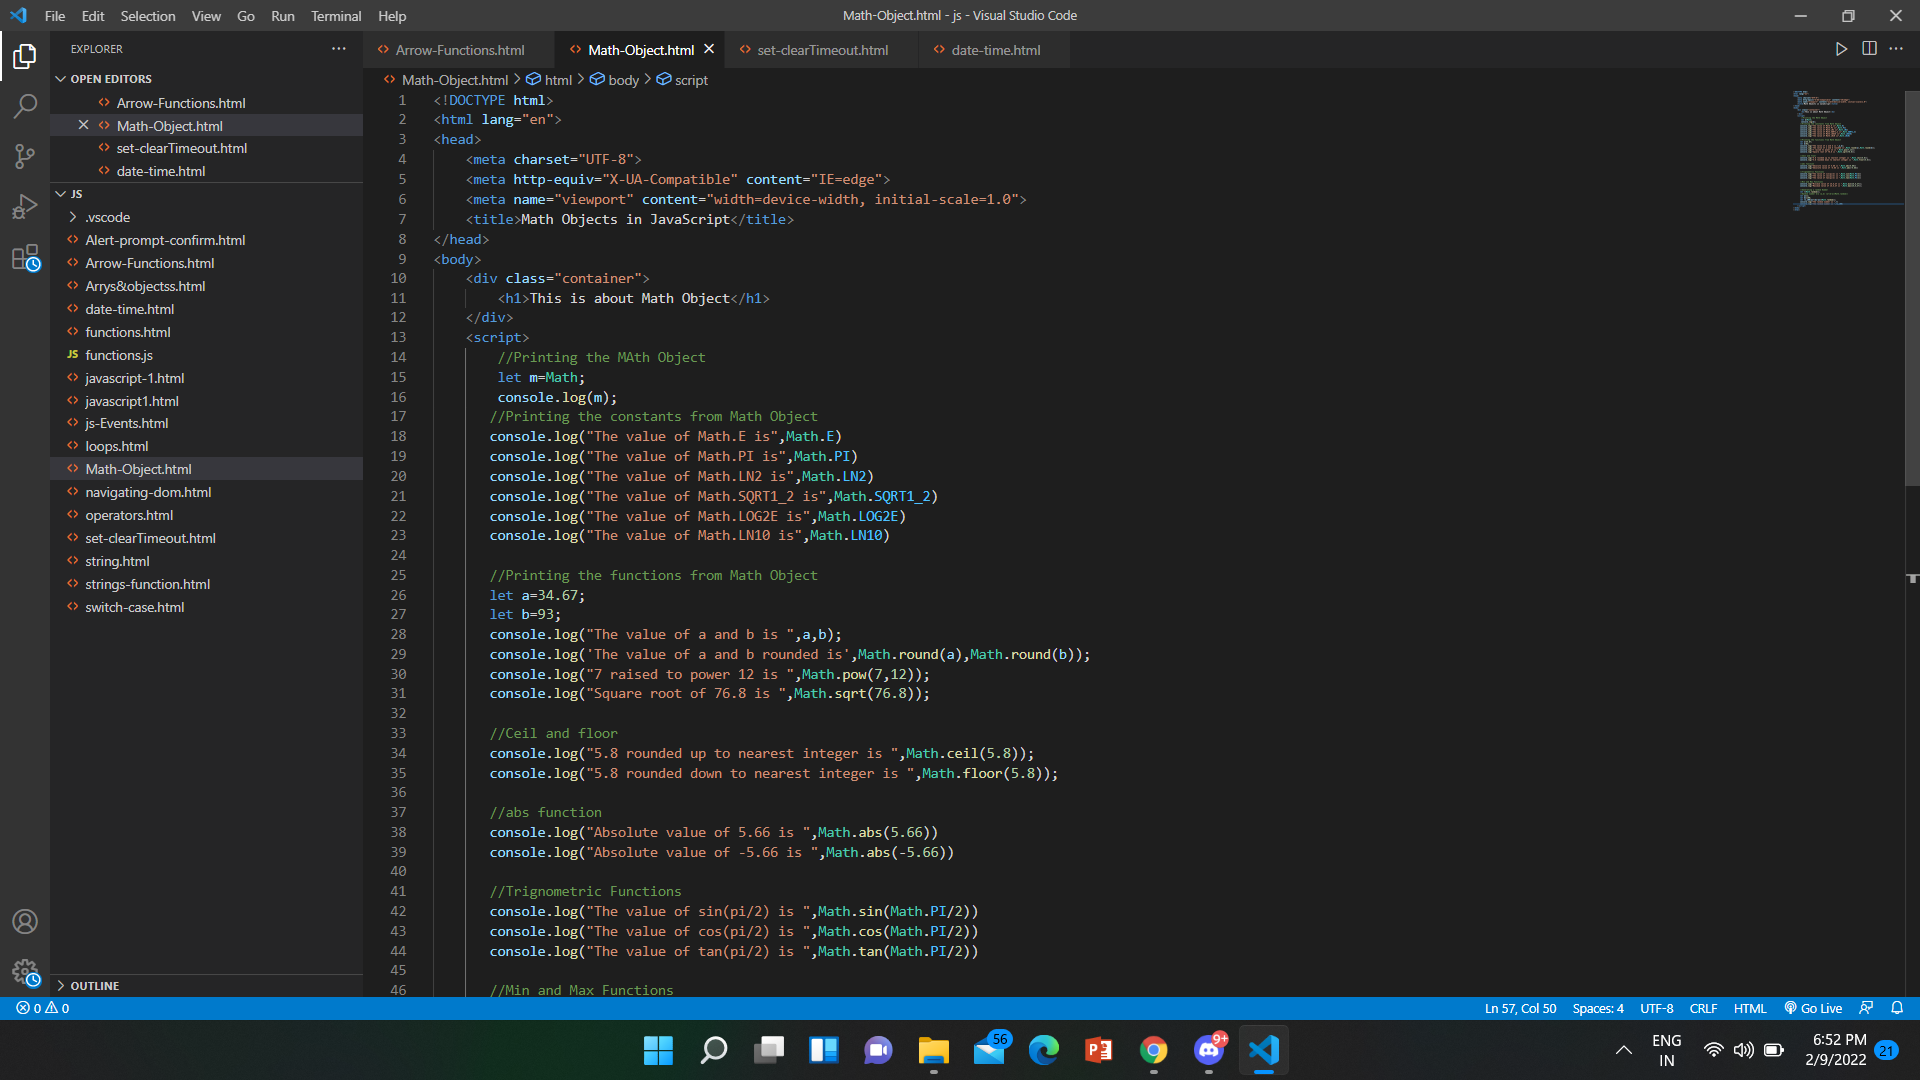 File Edit Selection View Go Run Terminal Help
Math-Object.html - js - Visual Studio Code
EXPLORER
OPEN EDITORS
Arrow-Functions.html
Math-Object.html
set-clearTimeout.html
date-time.html
JS
.vscode
Alert-prompt-confirm.html
Arrow-Functions.html
Arrys&objectss.html
date-time.html
functions.html
JS functions.js
javascript-1.html
javascript1.html
js-Events.html
loops.html
Math-Object.html
navigating-dom.html
operators.html
set-clearTimeout.html
string.html
strings-function.html
switch-case.html
OUTLINE
Arrow-Functions.html Math-Object.html set-clearTimeout.html date-time.html
Math-Object.html > html > body > script
1 <!DOCTYPE html>
2 <html lang="en">
3 <head>
4 <meta charset="UTF-8">
5 <meta http-equiv="X-UA-Compatible" content="IE=edge">
6 <meta name="viewport" content="width=device-width, initial-scale=1.0">
7 <title>Math Objects in JavaScript</title>
8 </head>
9 <body>
10 <div class="container">
11 <h1>This is about Math Object</h1>
12 </div>
13 <script>
14 //Printing the MAth Object
15 let m=Math;
16 console.log(m);
17 //Printing the constants from Math Object
18 console.log("The value of Math.E is",Math.E)
19 console.log("The value of Math.PI is",Math.PI)
20 console.log("The value of Math.LN2 is",Math.LN2)
21 console.log("The value of Math.SQRT1_2 is",Math.SQRT1_2)
22 console.log("The value of Math.LOG2E is",Math.LOG2E)
23 console.log("The value of Math.LN10 is",Math.LN10)
24
25 //Printing the functions from Math Object
26 let a=34.67;
27 let b=93;
28 console.log("The value of a and b is ",a,b);
29 console.log('The value of a and b rounded is',Math.round(a),Math.round(b));
30 console.log("7 raised to power 12 is ",Math.pow(7,12));
31 console.log("Square root of 76.8 is ",Math.sqrt(76.8));
32
33 //Ceil and floor
34 console.log("5.8 rounded up to nearest integer is ",Math.ceil(5.8));
35 console.log("5.8 rounded down to nearest integer is ",Math.floor(5.8));
36
37 //abs function
38 console.log("Absolute value of 5.66 is ",Math.abs(5.66))
39 console.log("Absolute value of -5.66 is ",Math.abs(-5.66))
40
41 //Trignometric Functions
42 console.log("The value of sin(pi/2) is ",Math.sin(Math.PI/2))
43 console.log("The value of cos(pi/2) is ",Math.cos(Math.PI/2))
44 console.log("The value of tan(pi/2) is ",Math.tan(Math.PI/2))
45
46 //Min and Max Functions
0 0
Ln 57, Col 50 Spaces: 4 UTF-8 CRLF HTML Go Live
56
P
9+
ENG
IN
6:52 PM
2/9/2022
21